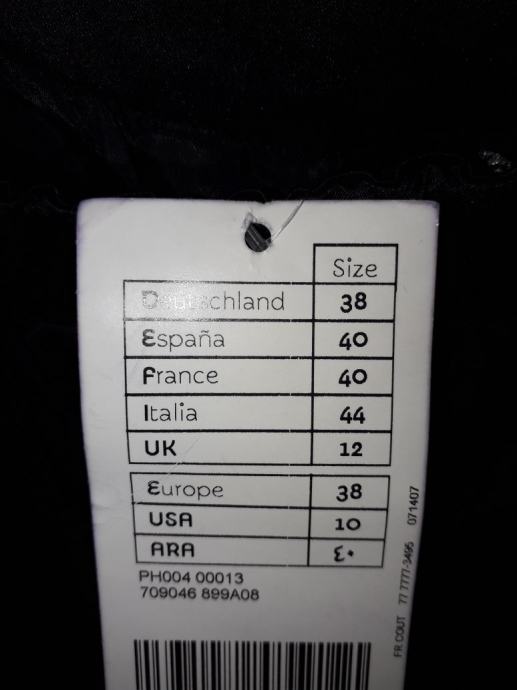 Size
Deutschland 38
España 40
France 40
Italia 44
UK 12
Europe 38
USA 10
ARA ٤٠
PH004 00013
709046 899A08
FR COUT 77 7777-3495 071407